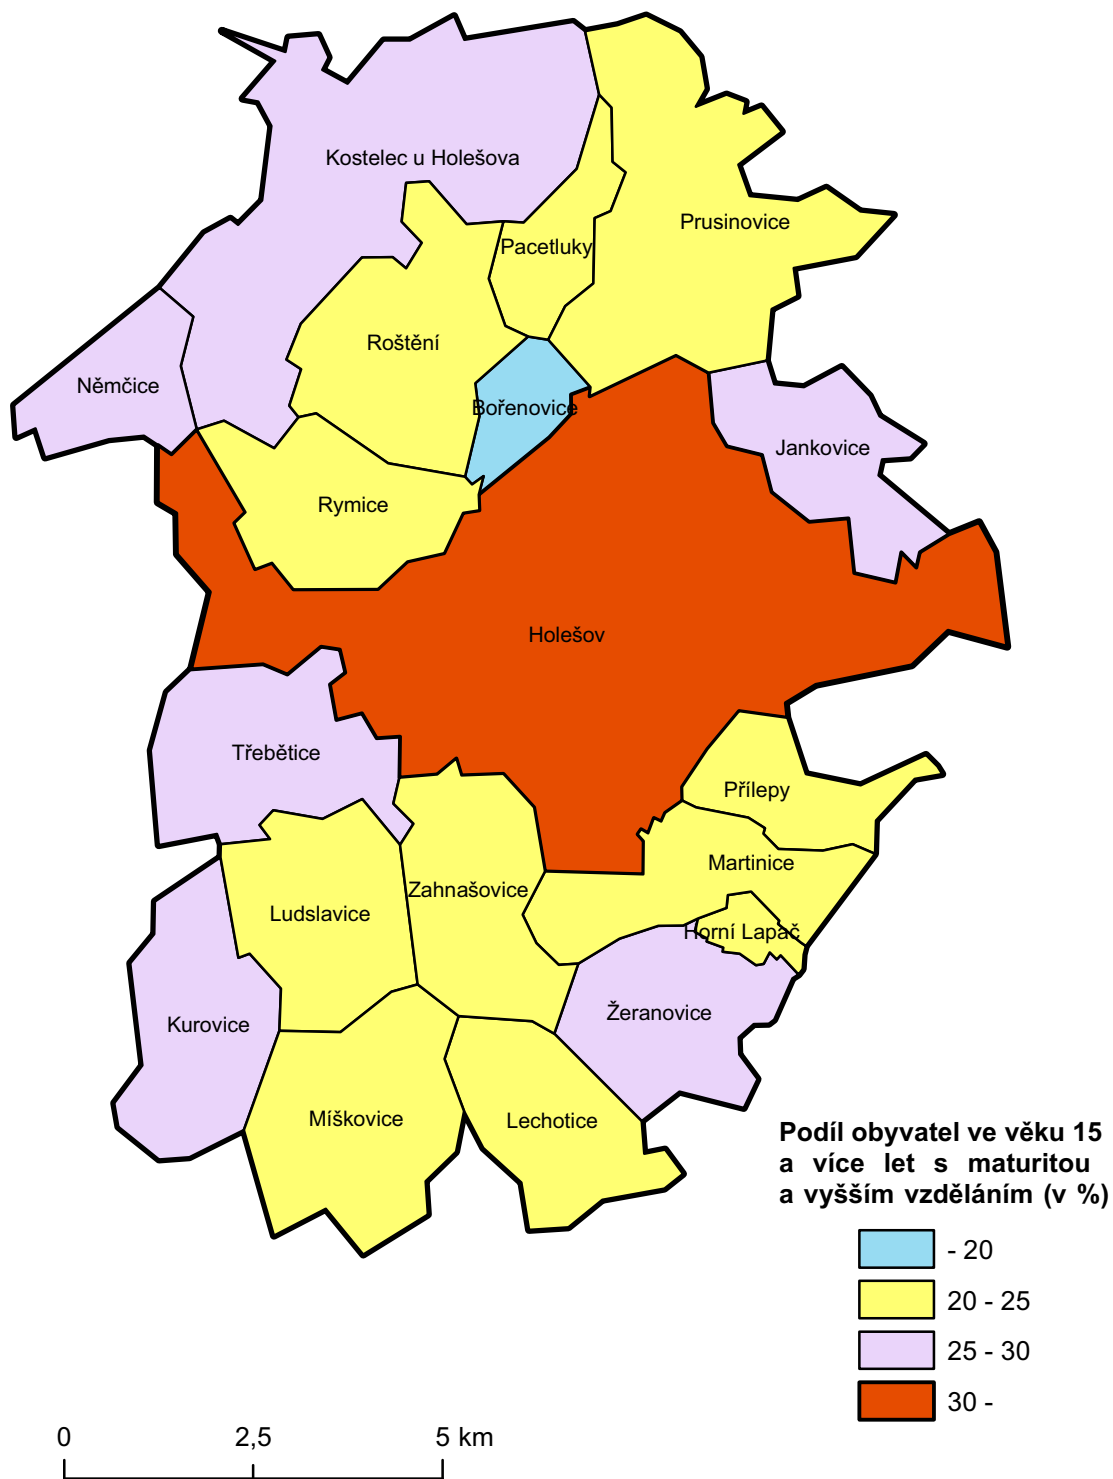 Kostelec u Holešova
Prusinovice
Pacetluky
Roštění
Němčice
Bořenovice
Jankovice
Rymice
Holešov
Třebětice
Přílepy
Martinice
Zahnašovice
Ludslavice
Horní Lapač
Žeranovice
Kurovice
Míškovice
Lechotice
Podíl obyvatel ve věku 15
a více let s maturitou
a vyšším vzděláním (v %)
- 20
20 - 25
25 - 30
30 -
0 2,5 5 km